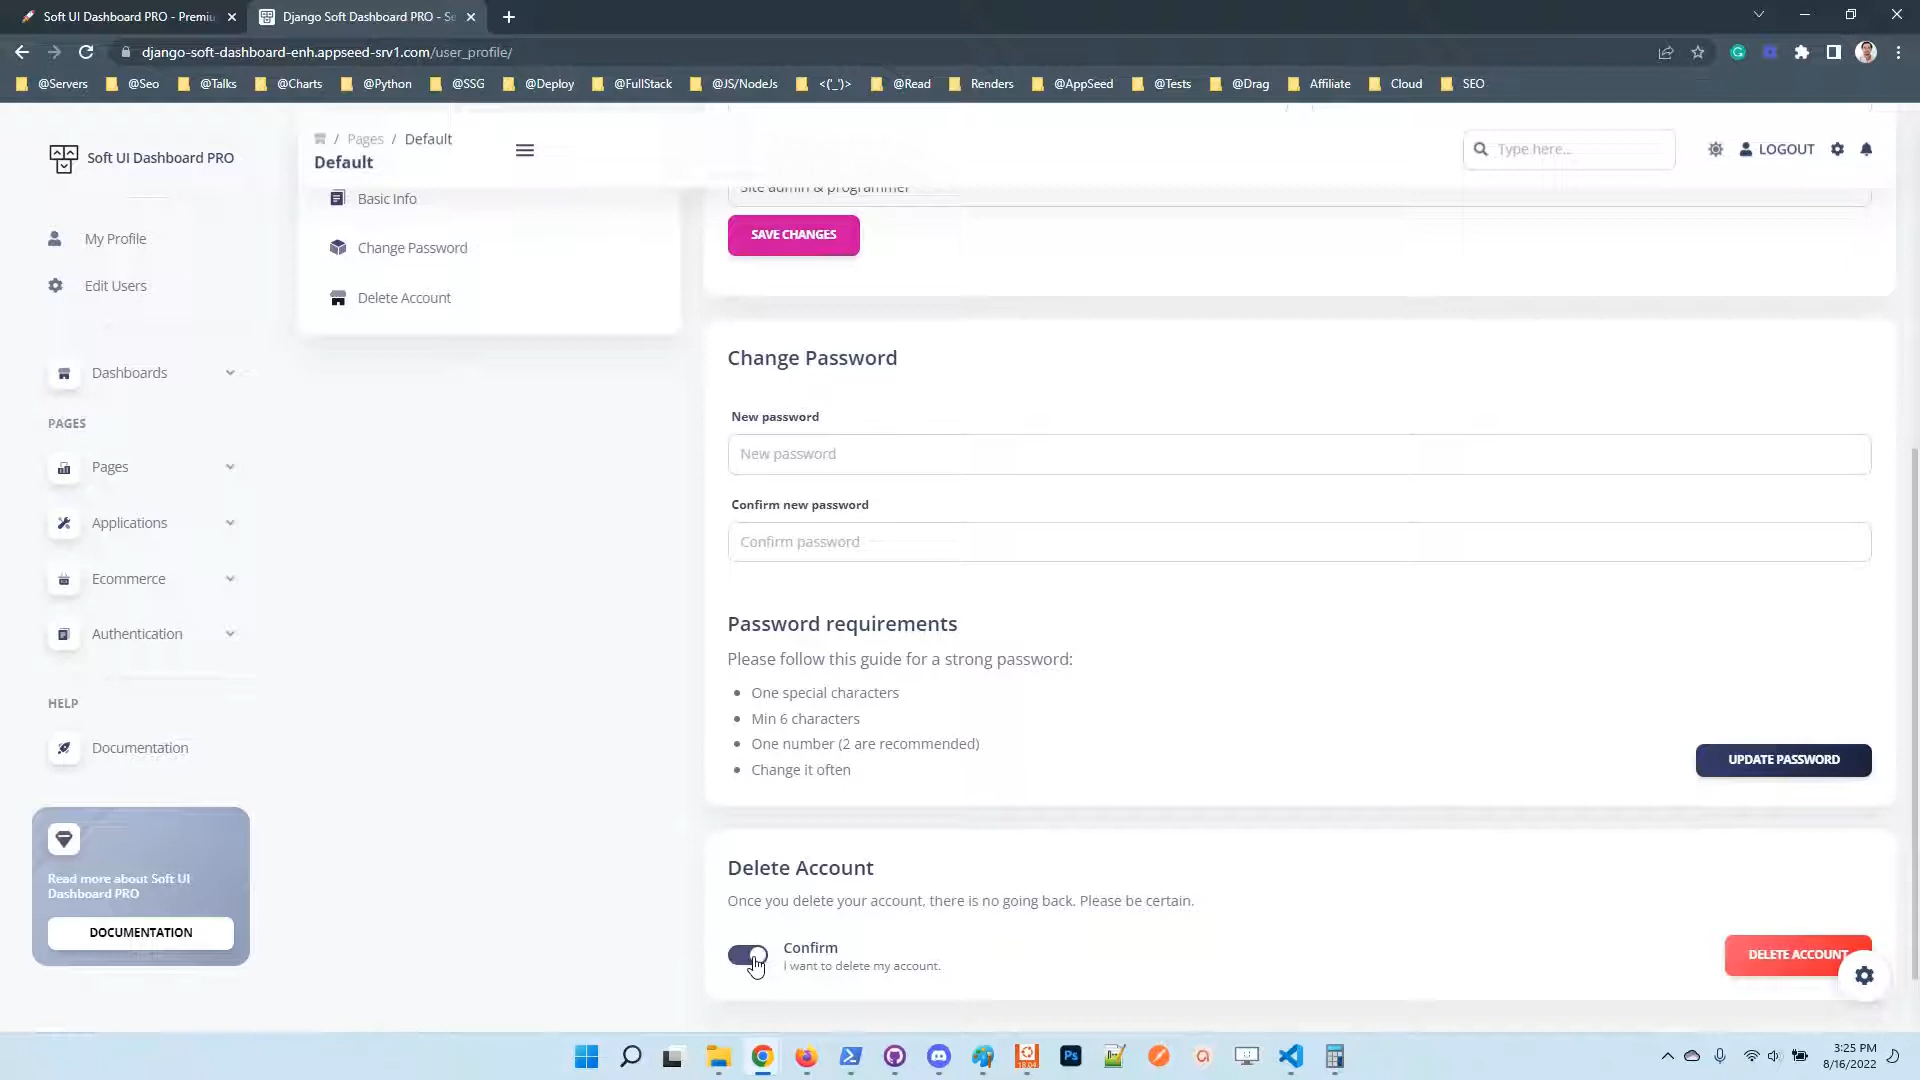 Soft UI Dashboard PRO - Premiu
Django Soft Dashboard PRO - Se
django-soft-dashboard-enh.appseed-srv1.com/user_profile/
@Servers
@Seo
@Talks
@Charts
@Python
@SSG
@Deploy
@FullStack
@JS/NodeJs
<('_')>
@Read
Renders
@AppSeed
@Tests
@Drag
Affiliate
Cloud
SEO
Soft UI Dashboard PRO
/ Pages / Default
Default
Type here...
LOGOUT
My Profile
Edit Users
Dashboards
PAGES
Pages
Applications
Ecommerce
Authentication
HELP
Documentation
Read more about Soft UI
Dashboard PRO
DOCUMENTATION
Basic Info
Change Password
Delete Account
Site admin & programmer
SAVE CHANGES
Change Password
New password
New password
Confirm new password
Confirm password
Password requirements
Please follow this guide for a strong password:
One special characters
Min 6 characters
One number (2 are recommended)
Change it often
UPDATE PASSWORD
Delete Account
Once you delete your account, there is no going back. Please be certain.
Confirm
I want to delete my account.
DELETE ACCOUNT
Ps
18.04
3:25 PM
8/16/2022